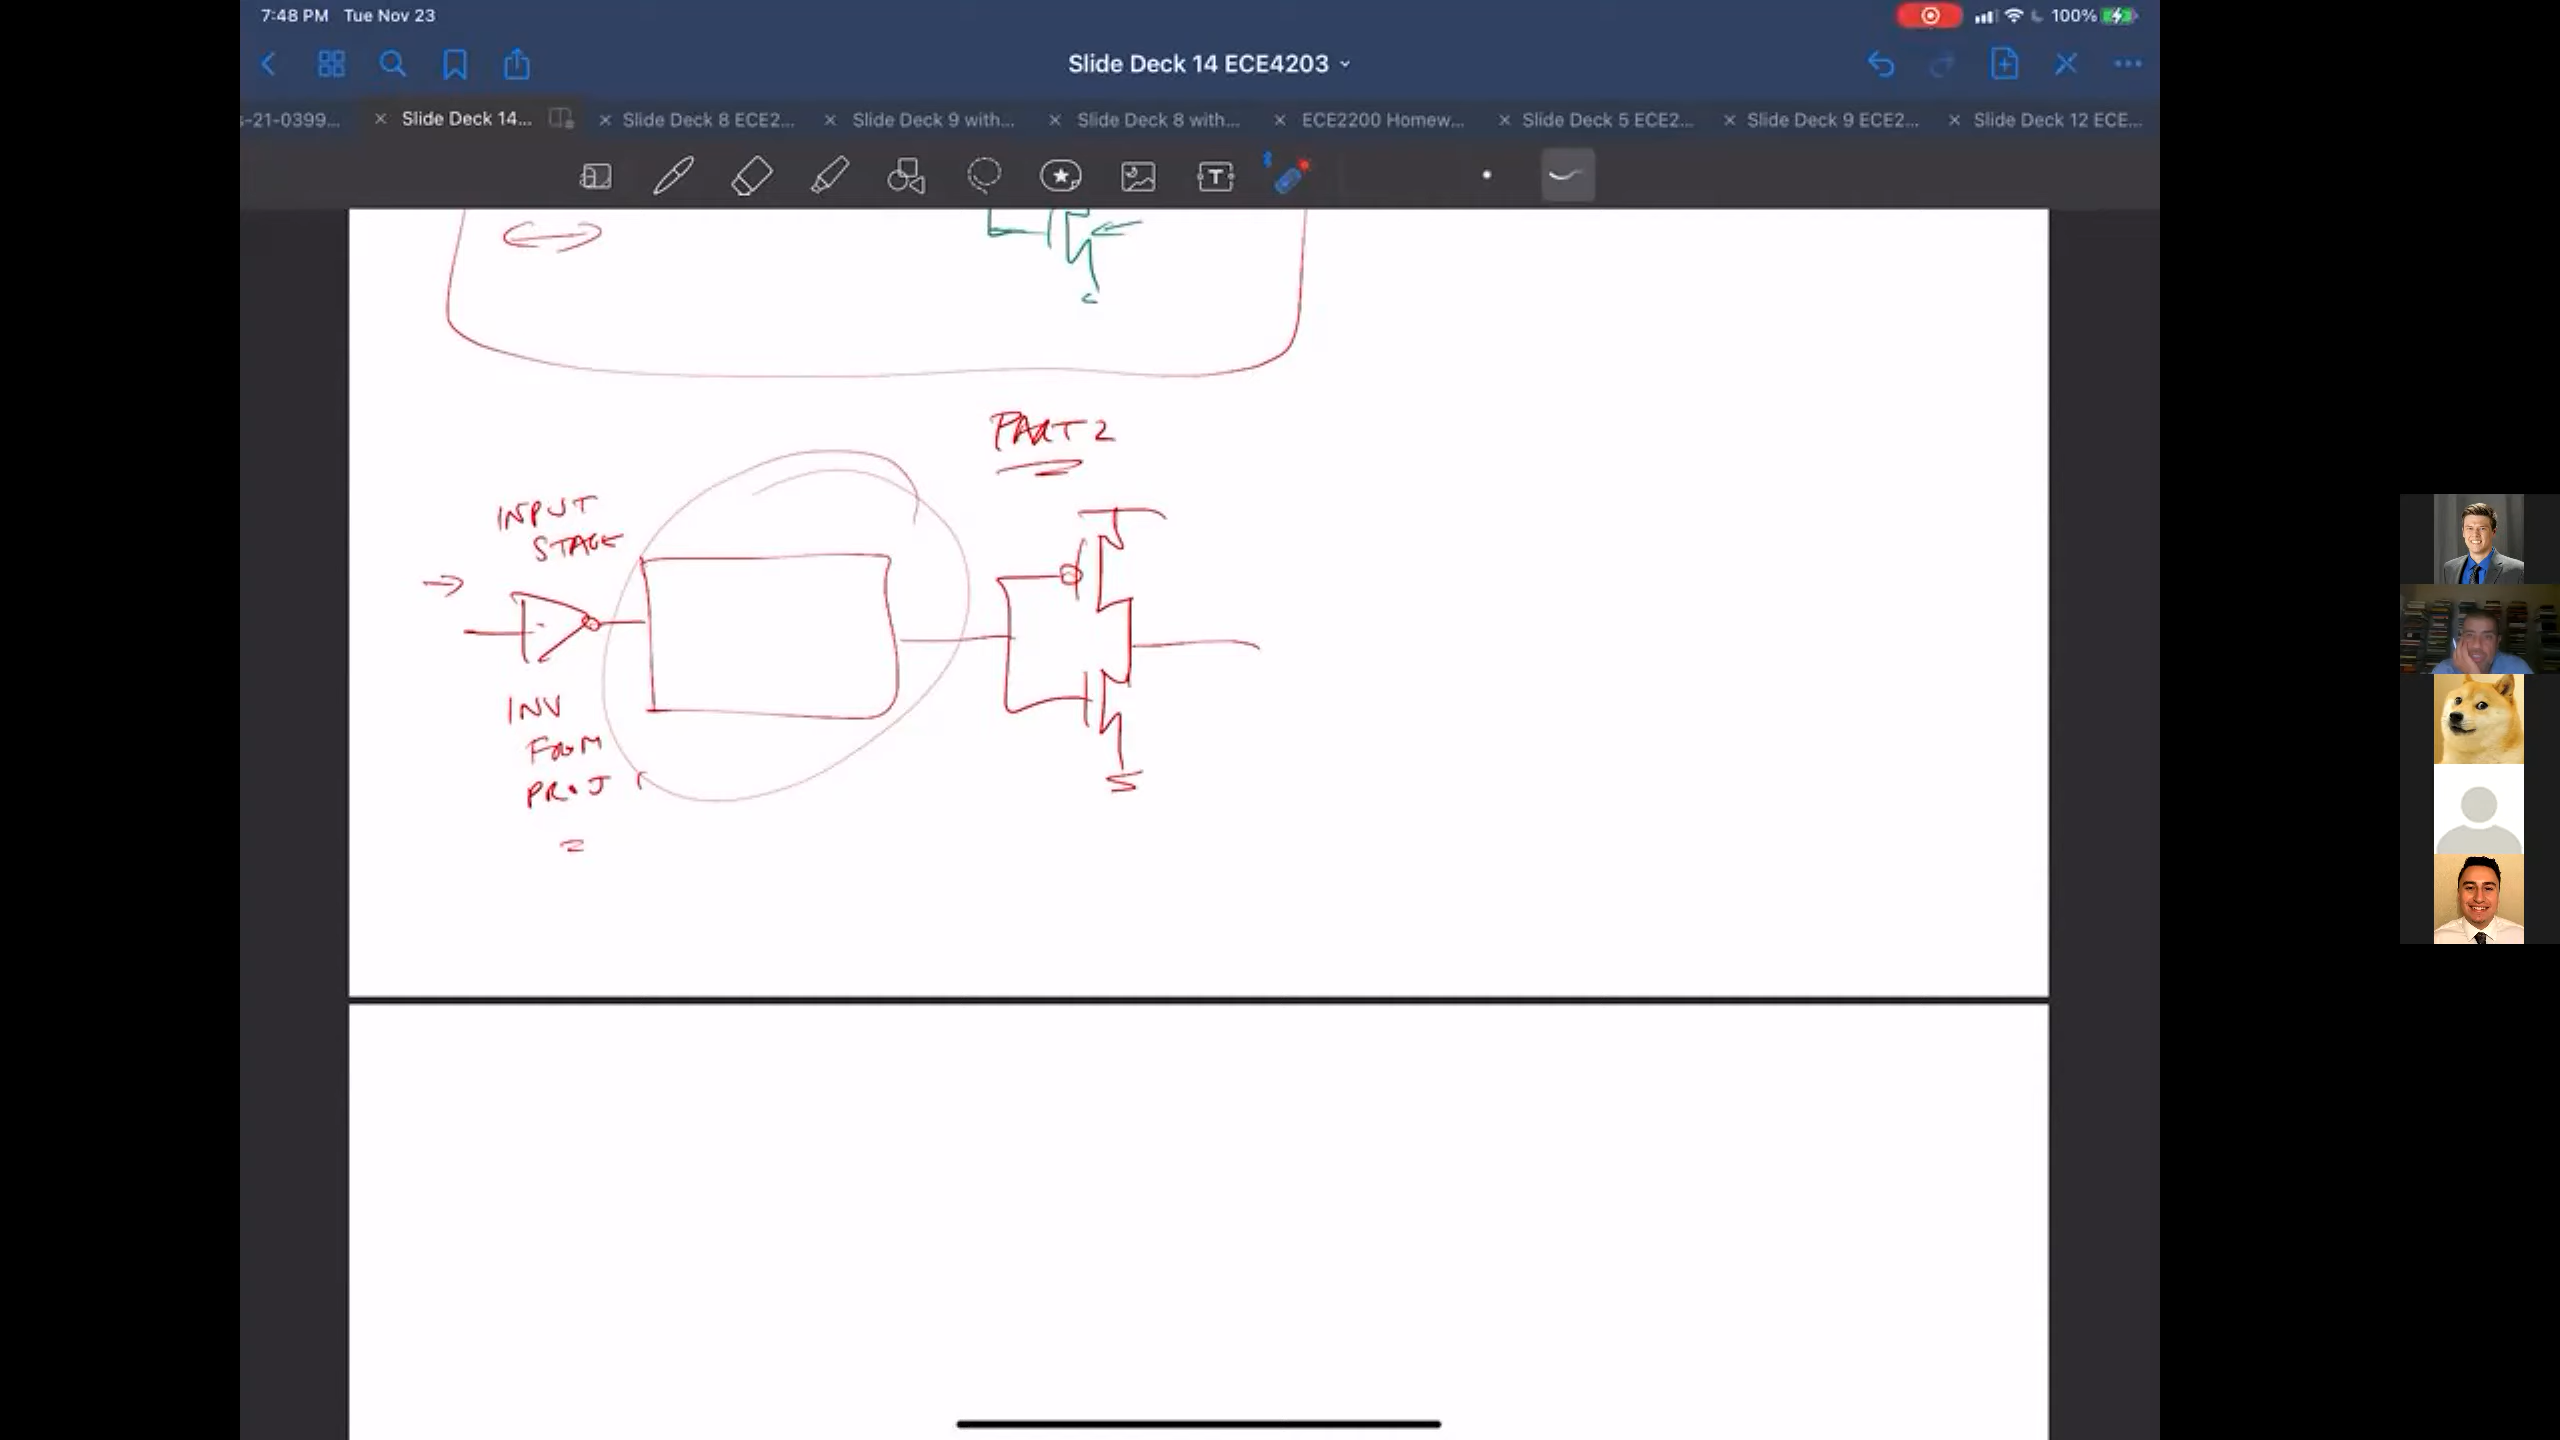 7:48 PM Tue Nov 23
100%
Slide Deck 14 ECE4203
s-21-0399...
Slide Deck 14...
Slide Deck 8 ECE2...
Slide Deck 9 with...
Slide Deck 8 with...
ECE2200 Homew...
Slide Deck 5 ECE2...
Slide Deck 9 ECE2...
Slide Deck 12 ECE...
T
PART 2
INPUT
STAGE
INV
FROM
PROJ